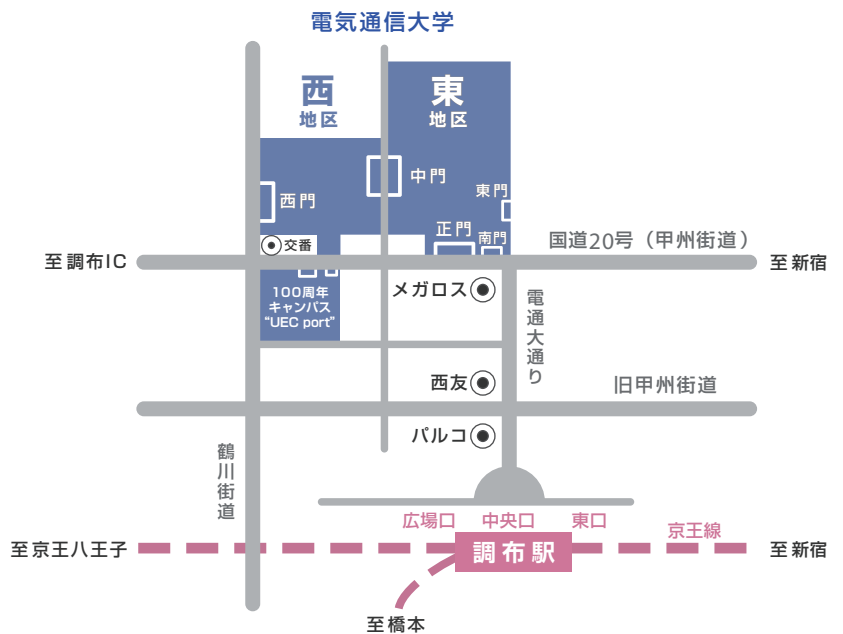 電気通信大学
西
地区
東
地区
中門
東門
西門
正門
南門
国道20号（甲州街道）
交番
至調布IC
至新宿
100周年
キャンパス
"UEC port"
メガロス
電通大通り
西友
旧甲州街道
パルコ
鶴川街道
広場口
中央口
東口
京王線
至京王八王子
調布駅
至新宿
至橋本